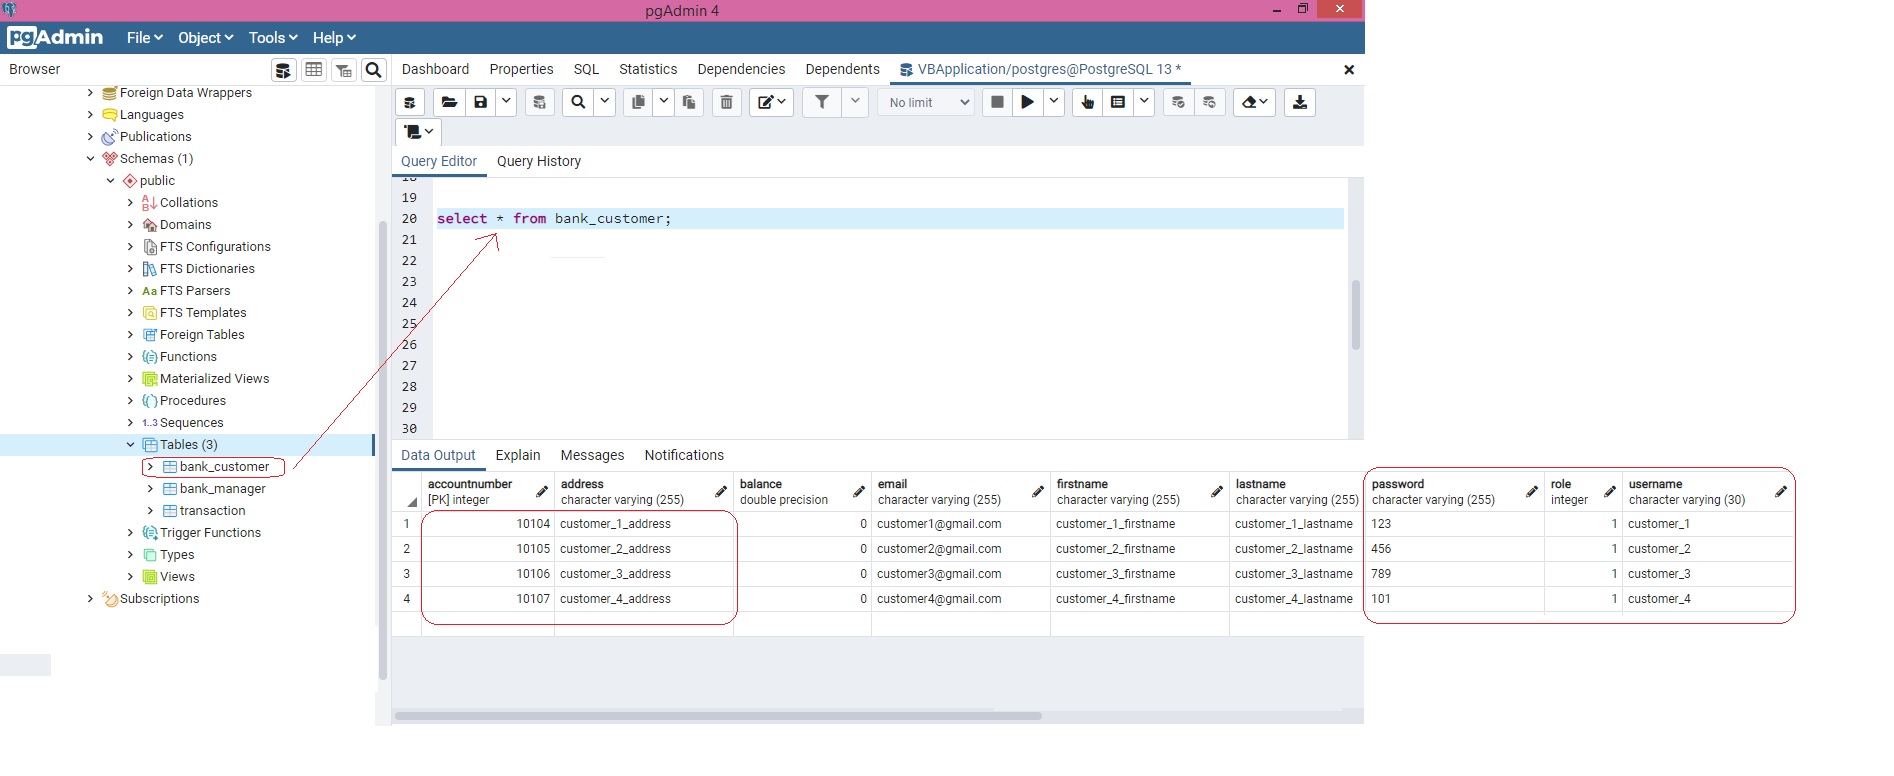 pgAdmin 4
pgAdmin File Object Tools Help
Browser
Dashboard Properties SQL Statistics Dependencies Dependents VBApplication/postgres@PostgreSQL 13 *
No limit
Foreign Data Wrappers
Languages
Publications
Schemas (1)
public
Collations
Domains
FTS Configurations
FTS Dictionaries
Aa FTS Parsers
FTS Templates
Foreign Tables
Functions
Materialized Views
Procedures
1..3 Sequences
Tables (3)
bank_customer
bank_manager
transaction
Trigger Functions
Types
Views
Subscriptions
Query Editor Query History
18
19
20 select * from bank_customer;
21
22
23
24
25
26
27
28
29
30
Data Output Explain Messages Notifications
accountnumber address balance email firstname lastname password role username
[PK] integer character varying (255) double precision character varying (255) character varying (255) character varying (255) character varying (255) integer character varying (30)
1 10104 customer_1_address 0 customer1@gmail.com customer_1_firstname customer_1_lastname 123 1 customer_1
2 10105 customer_2_address 0 customer2@gmail.com customer_2_firstname customer_2_lastname 456 1 customer_2
3 10106 customer_3_address 0 customer3@gmail.com customer_3_firstname customer_3_lastname 789 1 customer_3
4 10107 customer_4_address 0 customer4@gmail.com customer_4_firstname customer_4_lastname 101 1 customer_4